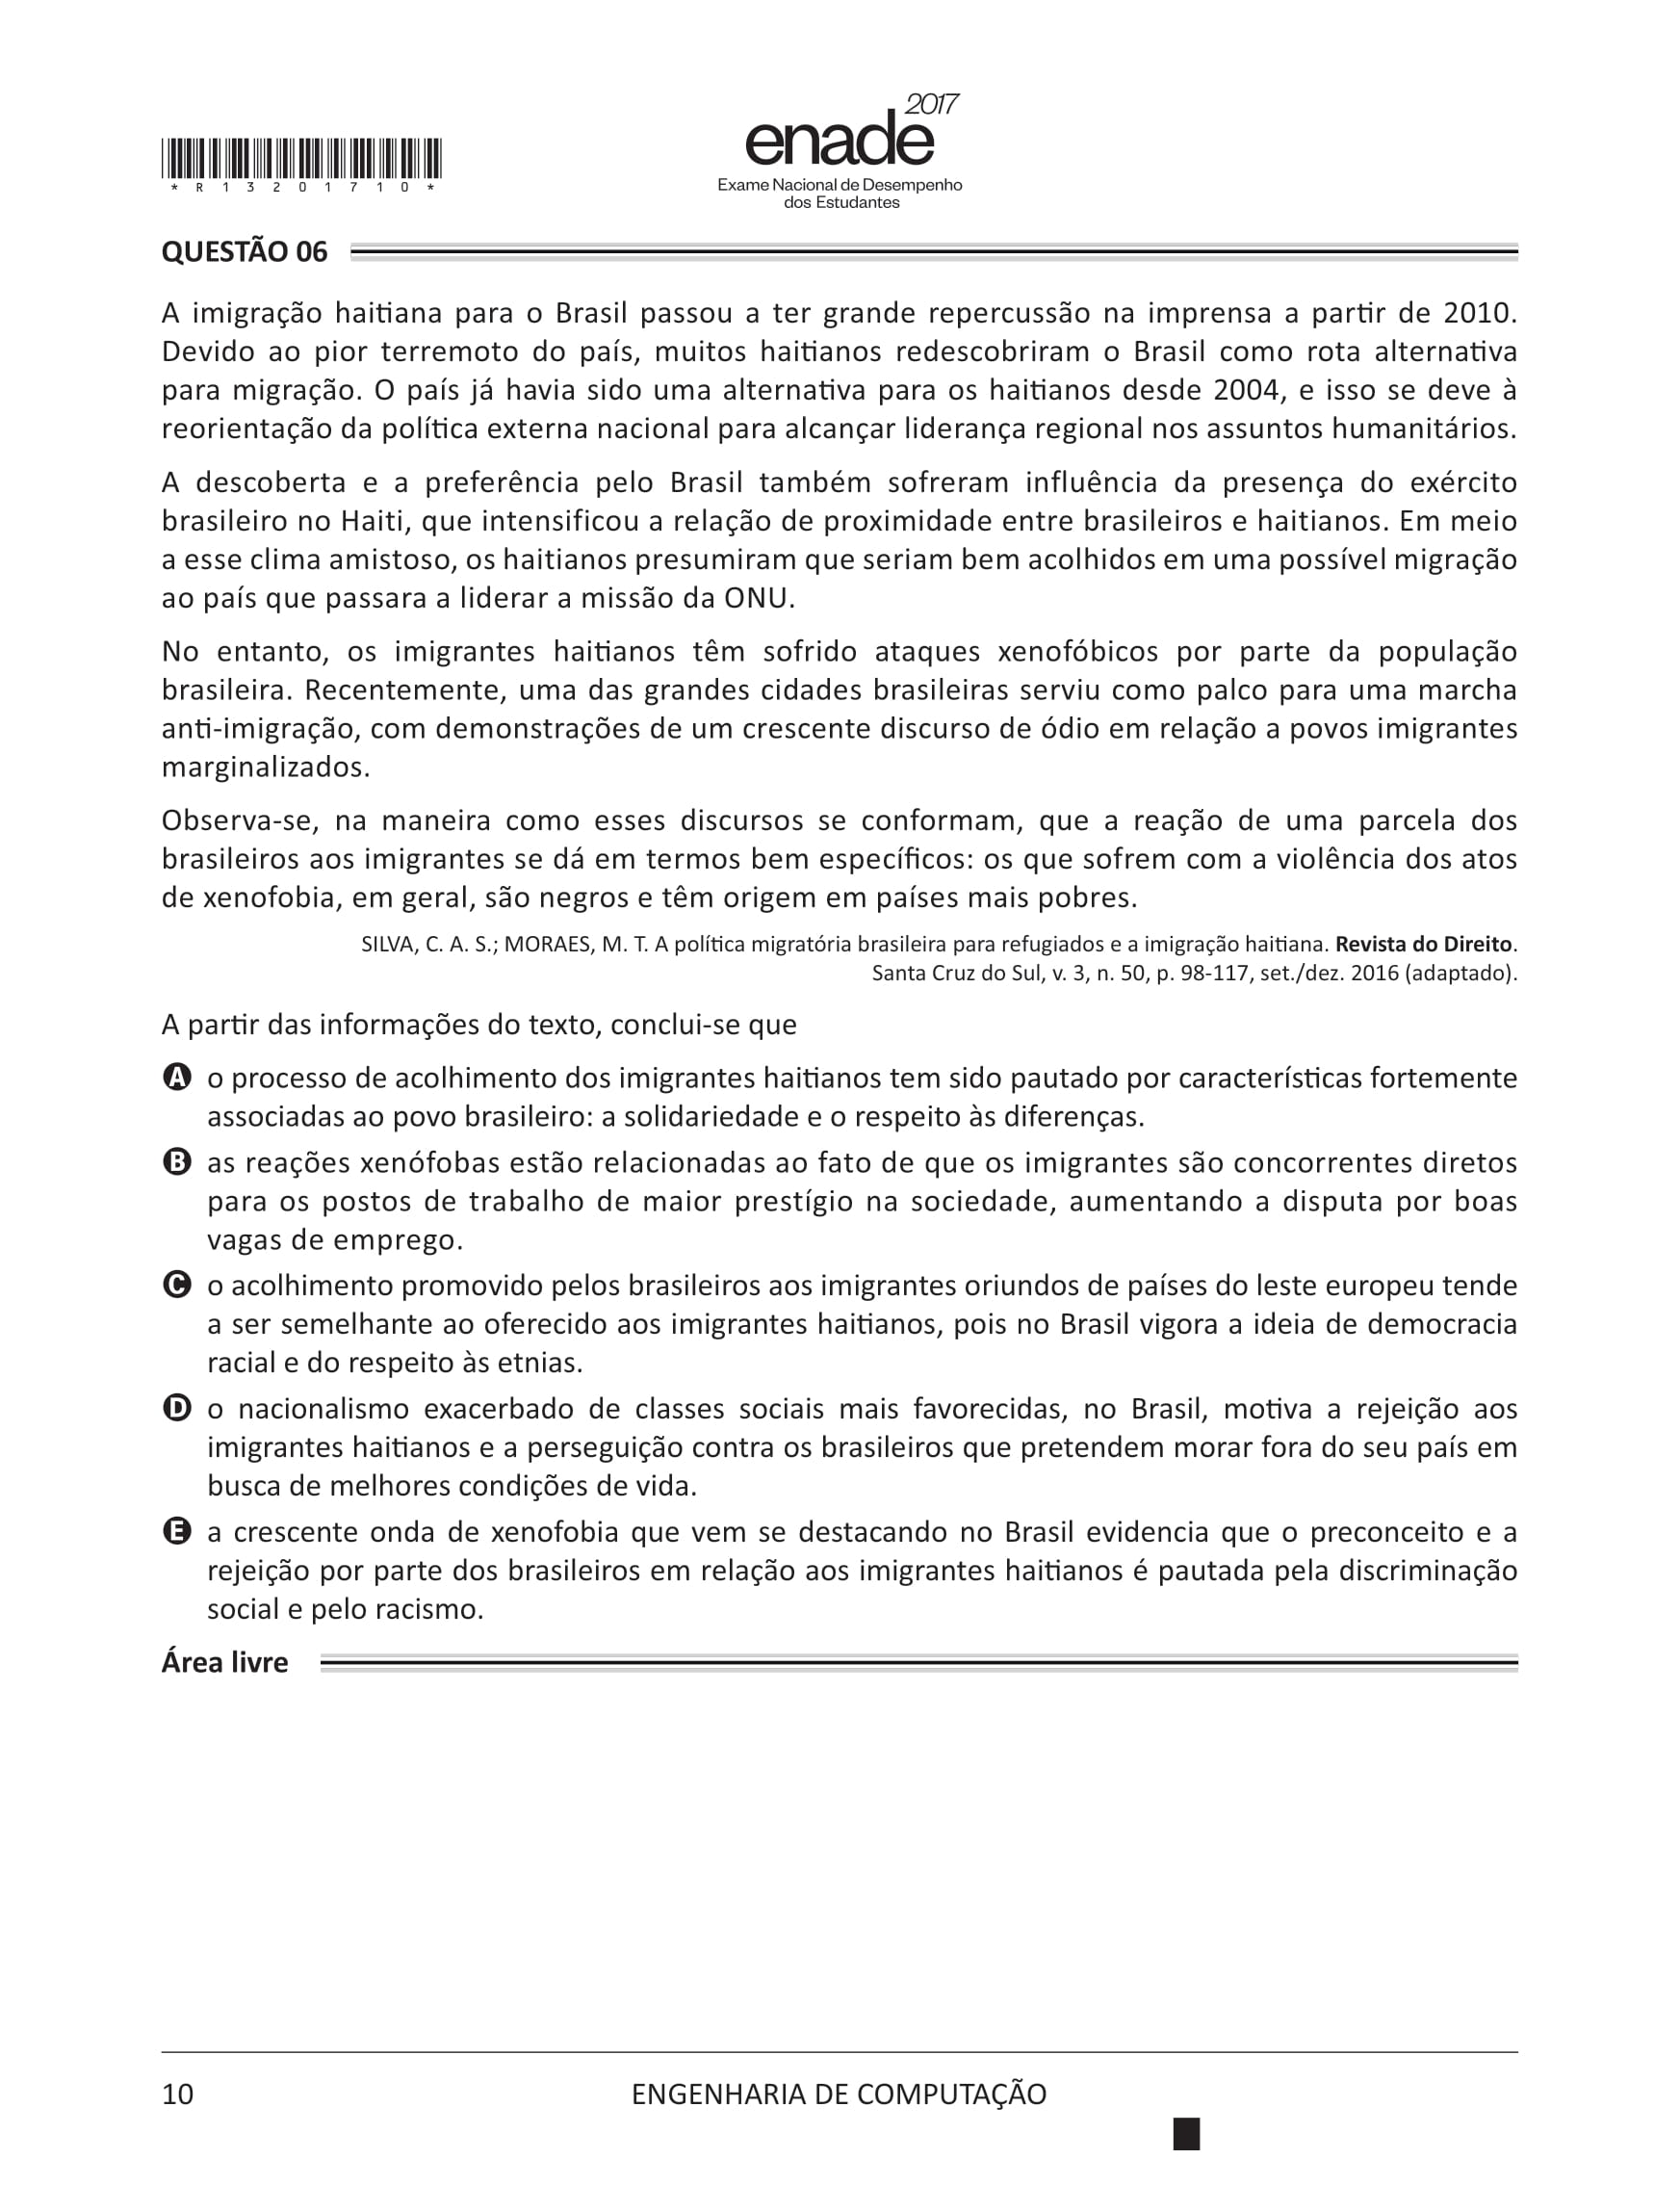 2017
enade
Exame Nacional de Desempenho
dos Estudantes
*R13201710*
QUESTÃO 06
A imigração haitiana para o Brasil passou a ter grande repercussão na imprensa a partir de 2010.
Devido ao pior terremoto do país, muitos haitianos redescobriram o Brasil como rota alternativa
para migração. O país já havia sido uma alternativa para os haitianos desde 2004, e isso se deve à
reorientação da política externa nacional para alcançar liderança regional nos assuntos humanitários.
A descoberta e a preferência pelo Brasil também sofreram influência da presença do exército
brasileiro no Haiti, que intensificou a relação de proximidade entre brasileiros e haitianos. Em meio
a esse clima amistoso, os haitianos presumiram que seriam bem acolhidos em uma possível migração
ao país que passara a liderar a missão da ONU.
No entanto, os imigrantes haitianos têm sofrido ataques xenofóbicos por parte da população
brasileira. Recentemente, uma das grandes cidades brasileiras serviu como palco para uma marcha
anti-imigração, com demonstrações de um crescente discurso de ódio em relação a povos imigrantes
marginalizados.
Observa-se, na maneira como esses discursos se conformam, que a reação de uma parcela dos
brasileiros aos imigrantes se dá em termos bem específicos: os que sofrem com a violência dos atos
de xenofobia, em geral, são negros e têm origem em países mais pobres.
SILVA, C. A. S.; MORAES, M. T. A política migratória brasileira para refugiados e a imigração haitiana. Revista do Direito.
Santa Cruz do Sul, v. 3, n. 50, p. 98-117, set./dez. 2016 (adaptado).
A partir das informações do texto, conclui-se que
A o processo de acolhimento dos imigrantes haitianos tem sido pautado por características fortemente
associadas ao povo brasileiro: a solidariedade e o respeito às diferenças.
B as reações xenófobas estão relacionadas ao fato de que os imigrantes são concorrentes diretos
para os postos de trabalho de maior prestígio na sociedade, aumentando a disputa por boas
vagas de emprego.
C o acolhimento promovido pelos brasileiros aos imigrantes oriundos de países do leste europeu tende
a ser semelhante ao oferecido aos imigrantes haitianos, pois no Brasil vigora a ideia de democracia
racial e do respeito às etnias.
D o nacionalismo exacerbado de classes sociais mais favorecidas, no Brasil, motiva a rejeição aos
imigrantes haitianos e a perseguição contra os brasileiros que pretendem morar fora do seu país em
busca de melhores condições de vida.
E a crescente onda de xenofobia que vem se destacando no Brasil evidencia que o preconceito e a
rejeição por parte dos brasileiros em relação aos imigrantes haitianos é pautada pela discriminação
social e pelo racismo.
Área livre
10
ENGENHARIA DE COMPUTAÇÃO